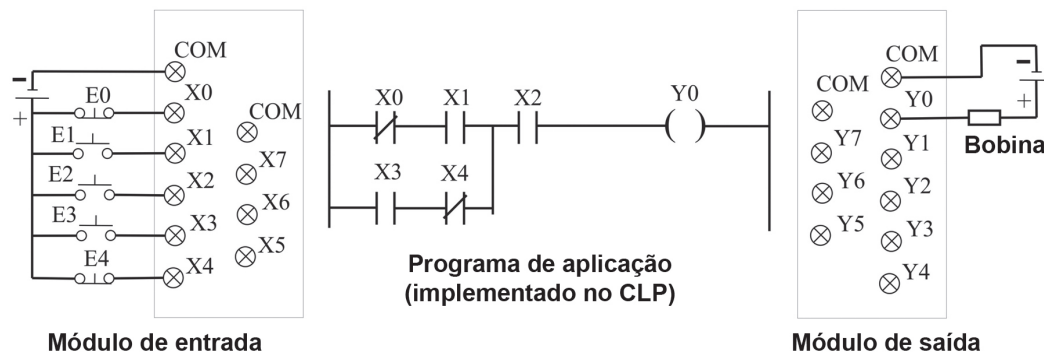 COM
X0
X1
X2
X3
X4
COM
X7
X6
X5
-
+
E0
E1
E2
E3
E4
Módulo de entrada
X0 X1 X2 Y0
X3 X4
Programa de aplicação
(implementado no CLP)
COM
Y7
Y6
Y5
COM
Y0
Y1
Y2
Y3
Y4
-
+
Bobina
Módulo de saída